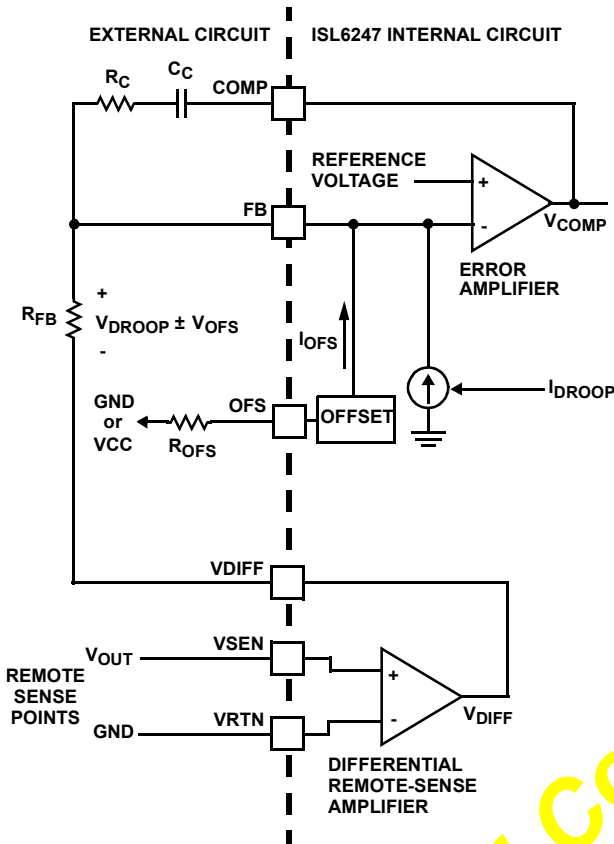 EXTERNAL CIRCUIT
ISL6247 INTERNAL CIRCUIT
RC
CC
COMP
REFERENCE
VOLTAGE
+
-
VCOMP
FB
ERROR
AMPLIFIER
RFB
+
VDROOP ± VOFS
-
IOFS
IDROOP
GND
or
VCC
OFS
OFFSET
ROFS
VDIFF
VOUT
VSEN
+
REMOTE
SENSE
POINTS
GND
VRTN
-
VDIFF
DIFFERENTIAL
REMOTE-SENSE
AMPLIFIER